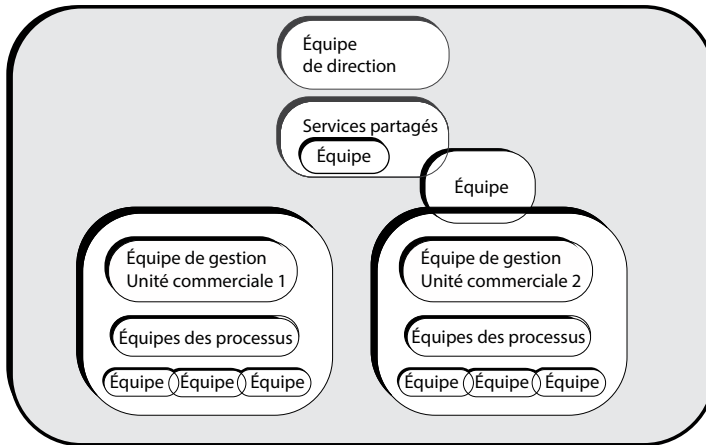 Équipe
de direction
Services partagés
Équipe
Équipe
Équipe de gestion
Unité commerciale 1
Équipes des processus
Équipe Équipe Équipe
Équipe de gestion
Unité commerciale 2
Équipes des processus
Équipe Équipe Équipe